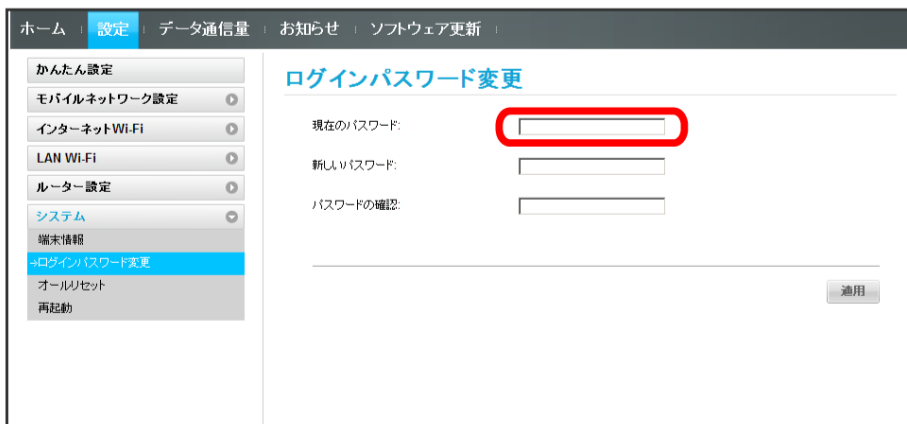 ホーム 設定 データ通信量 お知らせ ソフトウェア更新
かんたん設定
モバイルネットワーク設定
インターネットWi-Fi
LAN Wi-Fi
ルーター設定
システム
端末情報
→ログインパスワード変更
オールリセット
再起動
ログインパスワード変更
現在のパスワード:
新しいパスワード:
パスワードの確認:
適用